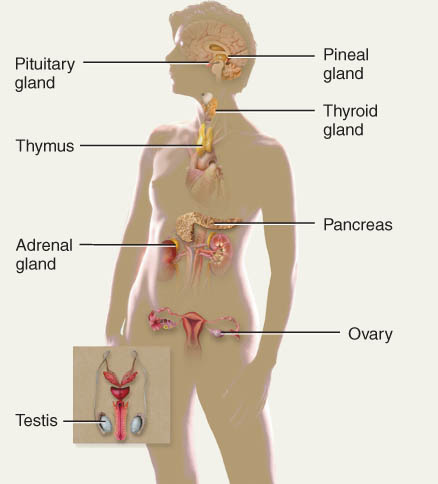 Pituitary
gland
Pineal
gland
Thyroid
gland
Thymus
Pancreas
Adrenal
gland
Ovary
Testis